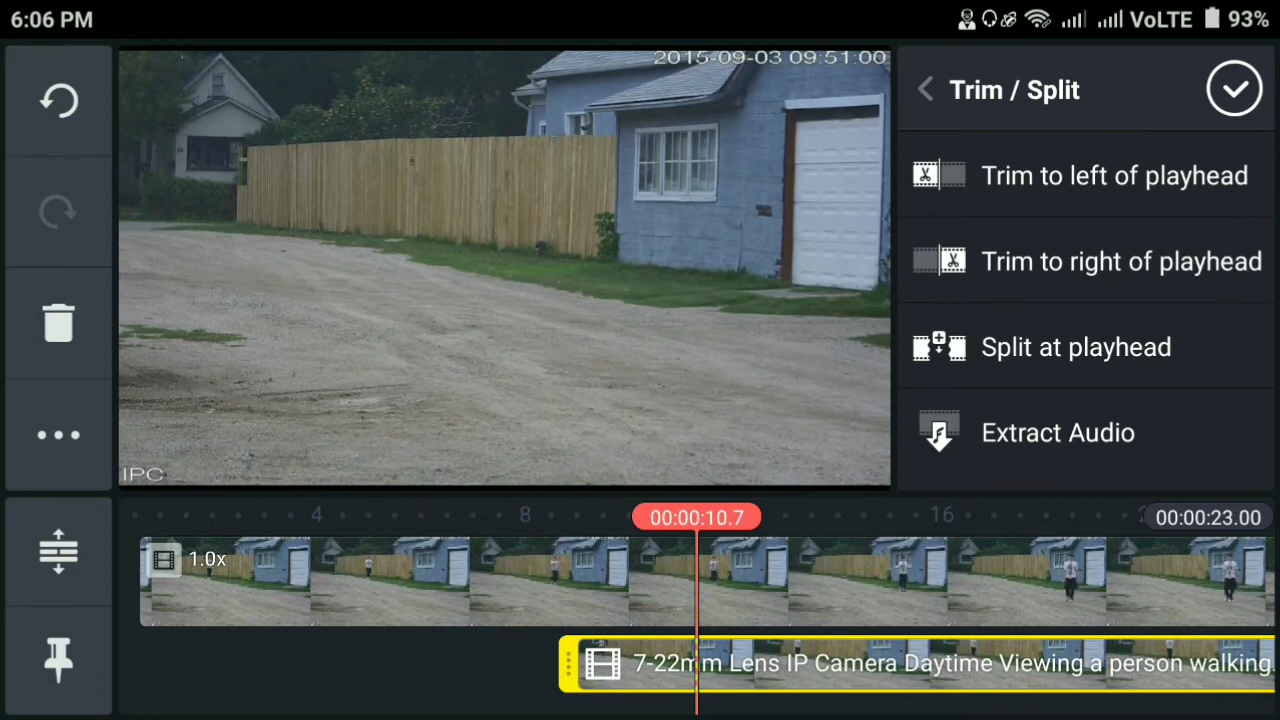 6:06 PM
VoLTE 93%
2015-09-03 09:51:00
IPC
Trim / Split
Trim to left of playhead
Trim to right of playhead
Split at playhead
Extract Audio
4
8
00:00:10.7
16
00:00:23.00
1.0x
7-22mm Lens IP Camera Daytime Viewing a person walking.